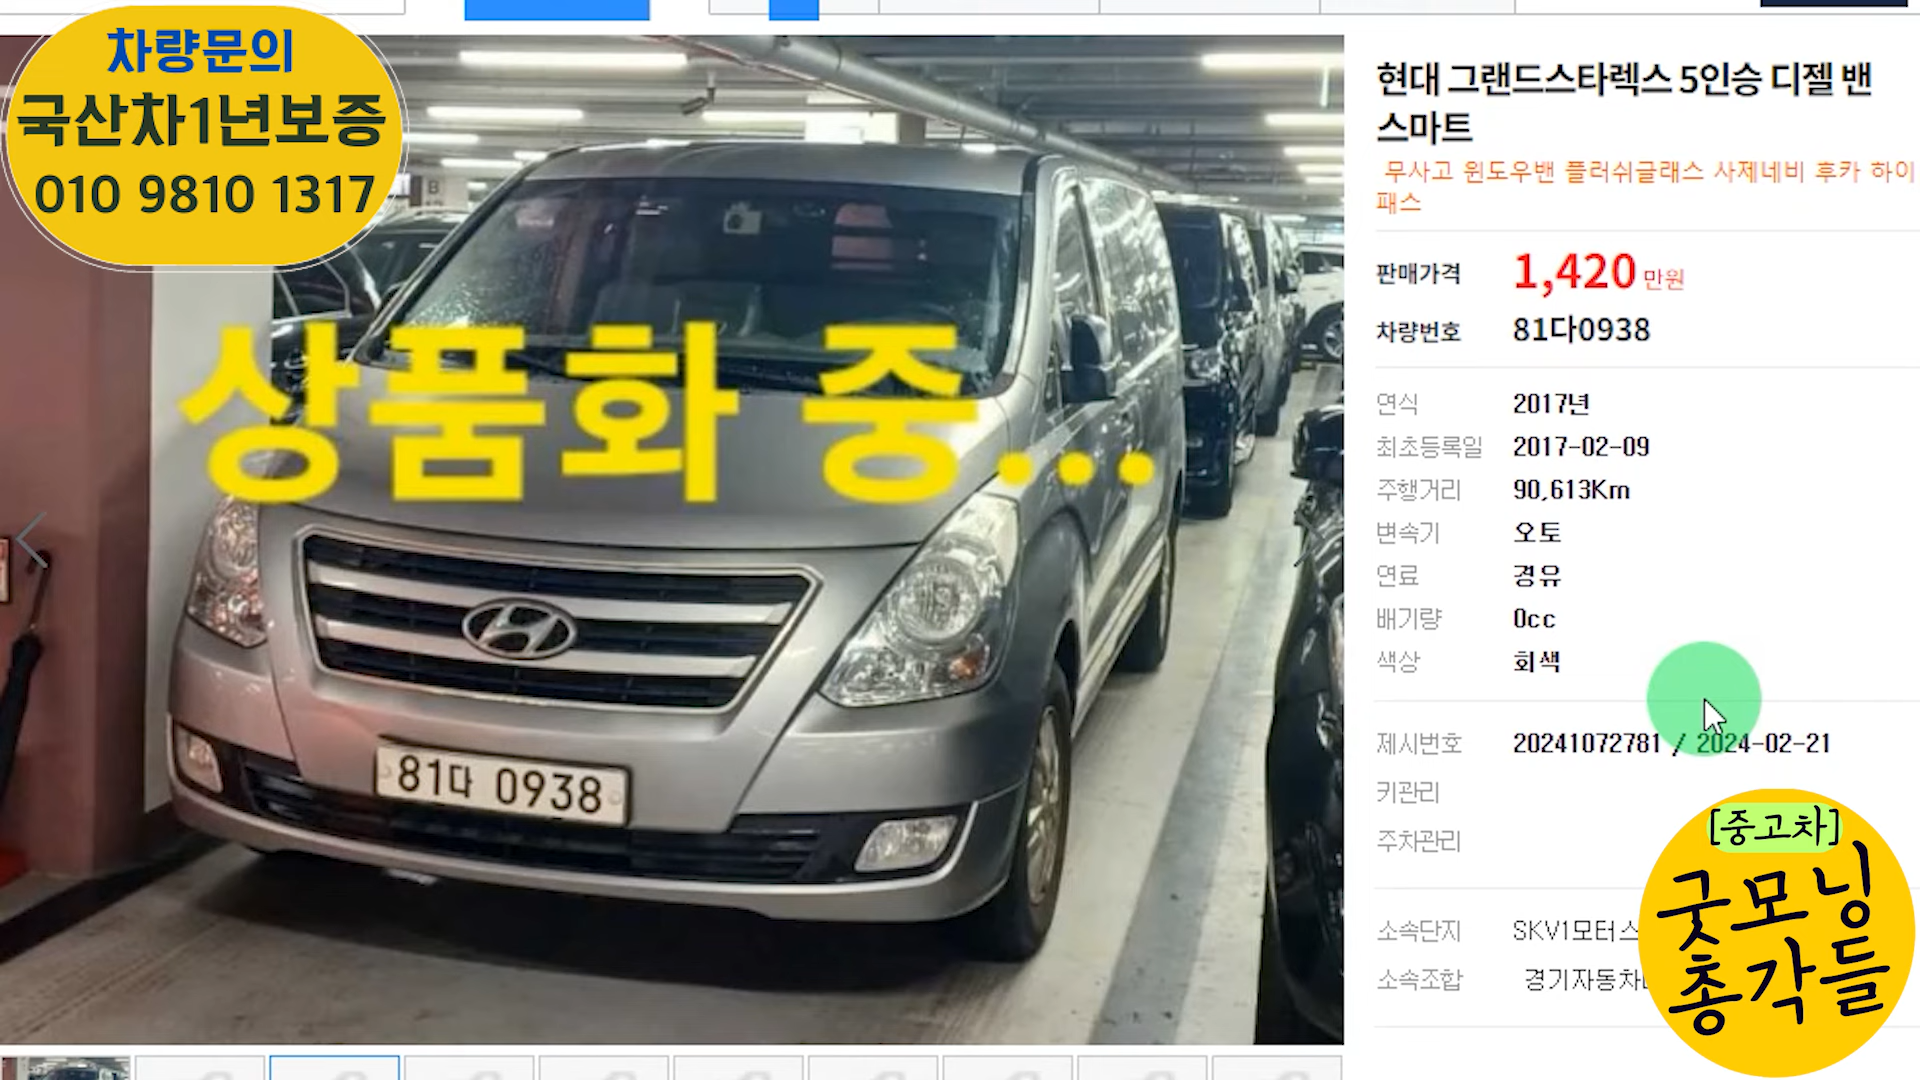 차량문의
국산차1년보증
010 9810 1317
B
상품화 중...
81다 0938
현대 그랜드스타렉스 5인승 디젤 밴
스마트
무사고 윈도우밴 플러쉬글래스 사제네비 후카 하이
패스
판매가격 1,420 만원
차량번호 81다0938
연식 2017년
최초등록일 2017-02-09
주행거리 90,613Km
변속기 오토
연료 경유
배기량 0cc
색상 회색
제시번호 20241072781 / 2024-02-21
키관리
주차관리
소속단지 SKV1모터스
소속조합 경기자동차
[중고차]
굿모닝
총각들